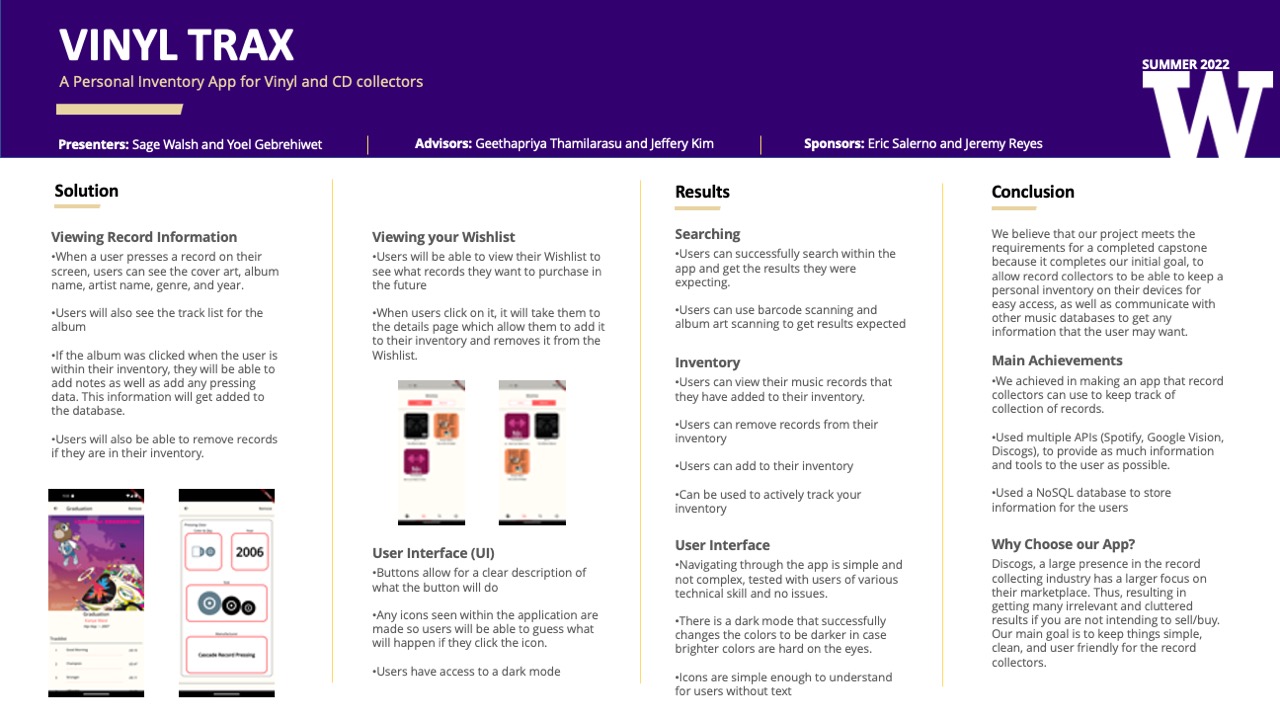 VINYL TRAX
A Personal Inventory App for Vinyl and CD collectors
SUMMER 2022
W
Presenters: Sage Walsh and Yoel Gebrehiwet
Advisors: Geethapriya Thamilarasu and Jeffery Kim
Sponsors: Eric Salerno and Jeremy Reyes
Solution
Viewing Record Information
•When a user presses a record on their
screen, users can see the cover art, album
name, artist name, genre, and year.
•Users will also see the track list for the
album
•If the album was clicked when the user is
within their inventory, they will be able to
add notes as well as add any pressing
data. This information will get added to
the database.
•Users will also be able to remove records
if they are in their inventory.
Graduation
Graduation
Tracklist
2006
Manufacturer
Cascade Record Pressing
Viewing your Wishlist
•Users will be able to view their Wishlist to
see what records they want to purchase in
the future
•When users click on it, it will take them to
the details page which allow them to add it
to their inventory and removes it from the
Wishlist.
User Interface (UI)
•Buttons allow for a clear description of
what the button will do
•Any icons seen within the application are
made so users will be able to guess what
will happen if they click the icon.
•Users have access to a dark mode
Results
Searching
•Users can successfully search within the
app and get the results they were
expecting.
•Users can use barcode scanning and
album art scanning to get results expected
Inventory
•Users can view their music records that
they have added to their inventory.
•Users can remove records from their
inventory
•Users can add to their inventory
•Can be used to actively track your
inventory
User Interface
•Navigating through the app is simple and
not complex, tested with users of various
technical skill and no issues.
•There is a dark mode that successfully
changes the colors to be darker in case
brighter colors are hard on the eyes.
•Icons are simple enough to understand
for users without text
Conclusion
We believe that our project meets the
requirements for a completed capstone
because it completes our initial goal, to
allow record collectors to be able to keep a
personal inventory on their devices for
easy access, as well as communicate with
other music databases to get any
information that the user may want.
Main Achievements
•We achieved in making an app that record
collectors can use to keep track of
collection of records.
•Used multiple APIs (Spotify, Google Vision,
Discogs), to provide as much information
and tools to the user as possible.
•Used a NoSQL database to store
information for the users
Why Choose our App?
Discogs, a large presence in the record
collecting industry has a larger focus on
their marketplace. Thus, resulting in
getting many irrelevant and cluttered
results if you are not intending to sell/buy.
Our main goal is to keep things simple,
clean, and user friendly for the record
collectors.